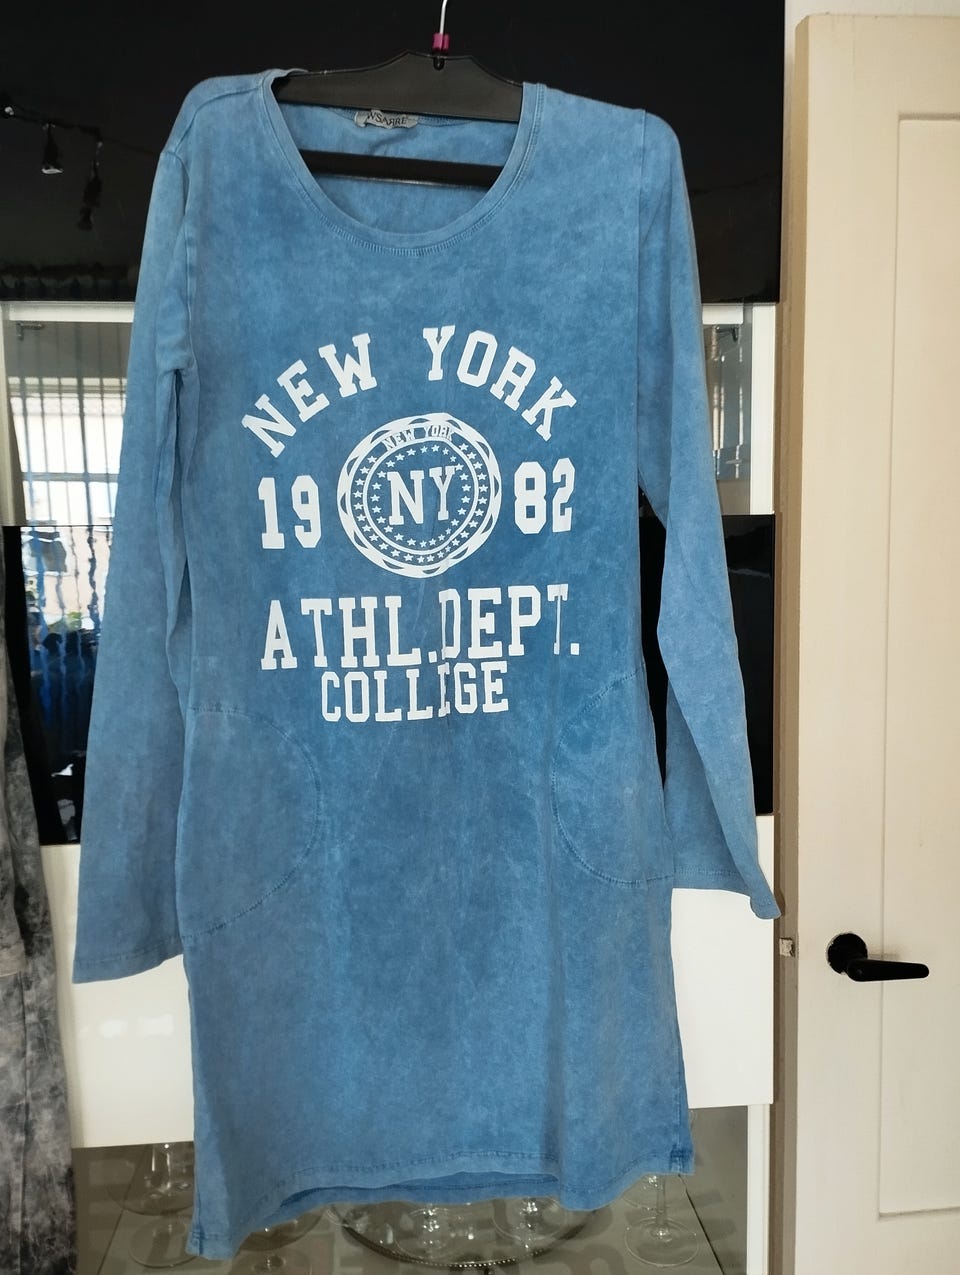 NEW YORK
NEW YORK
19 NY 82
ATHL.DEPT.
COLLEGE